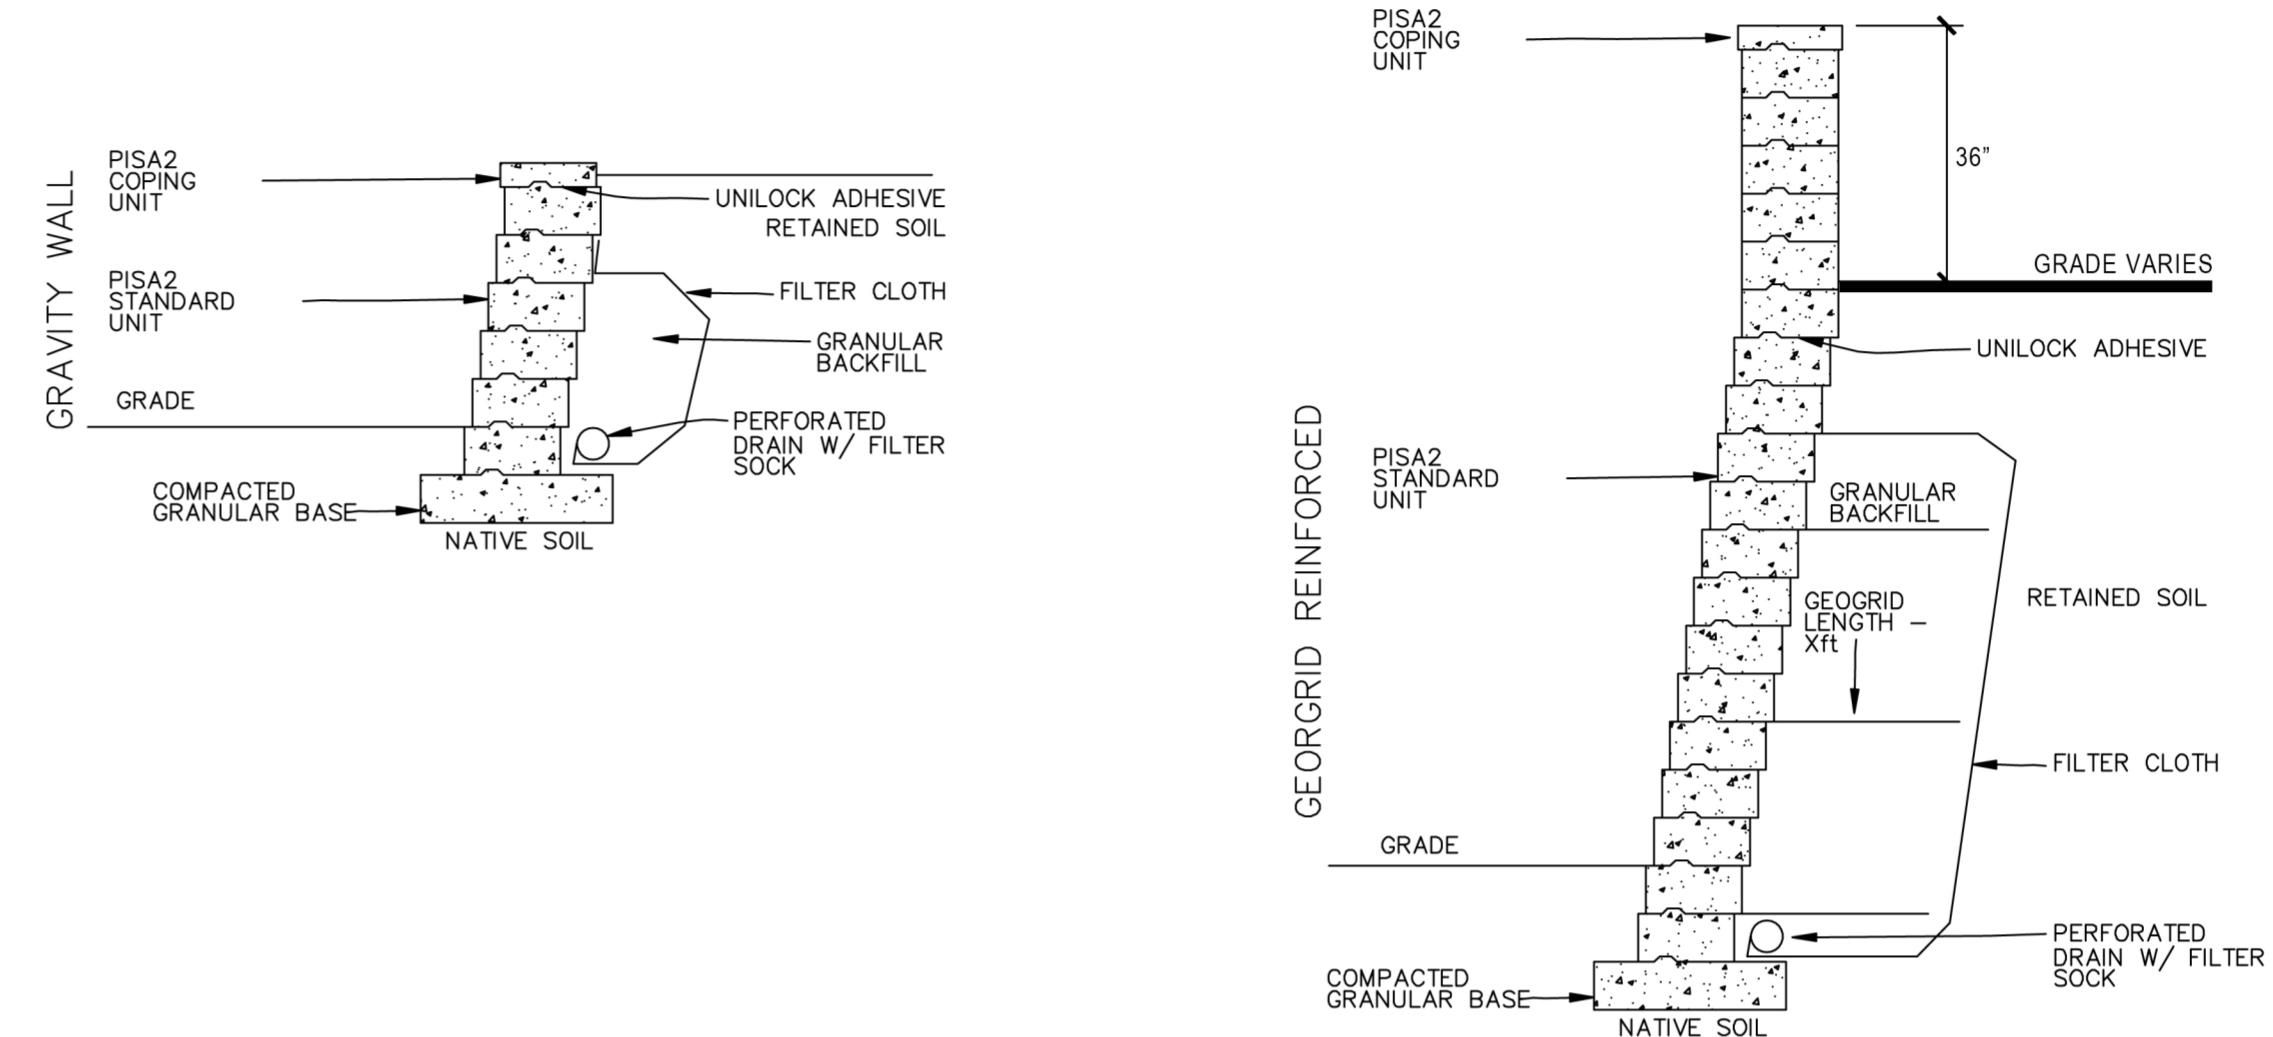 GRAVITY WALL
PISA2
COPING
UNIT
UNILOCK ADHESIVE
RETAINED SOIL
PISA2
STANDARD
UNIT
FILTER CLOTH
GRANULAR
BACKFILL
GRADE
PERFORATED
DRAIN W/ FILTER
SOCK
COMPACTED
GRANULAR BASE
NATIVE SOIL
GEORGRID REINFORCED
PISA2
COPING
UNIT
36"
GRADE VARIES
UNILOCK ADHESIVE
PISA2
STANDARD
UNIT
GRANULAR
BACKFILL
GEOGRID
LENGTH –
Xft
RETAINED SOIL
FILTER CLOTH
GRADE
PERFORATED
DRAIN W/ FILTER
SOCK
COMPACTED
GRANULAR BASE
NATIVE SOIL